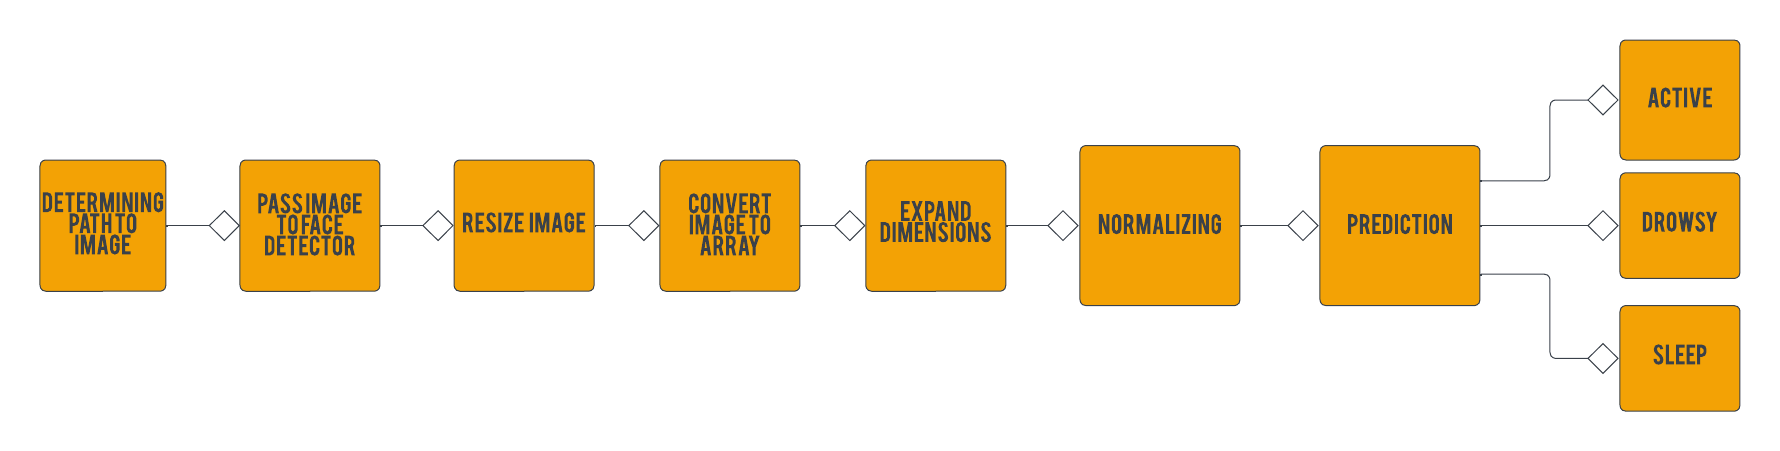 DETERMINING
PATH TO
IMAGE
PASS IMAGE
TO FACE
DETECTOR
RESIZE IMAGE
CONVERT
IMAGE TO
ARRAY
EXPAND
DIMENSIONS
NORMALIZING
PREDICTION
ACTIVE
DROWSY
SLEEP